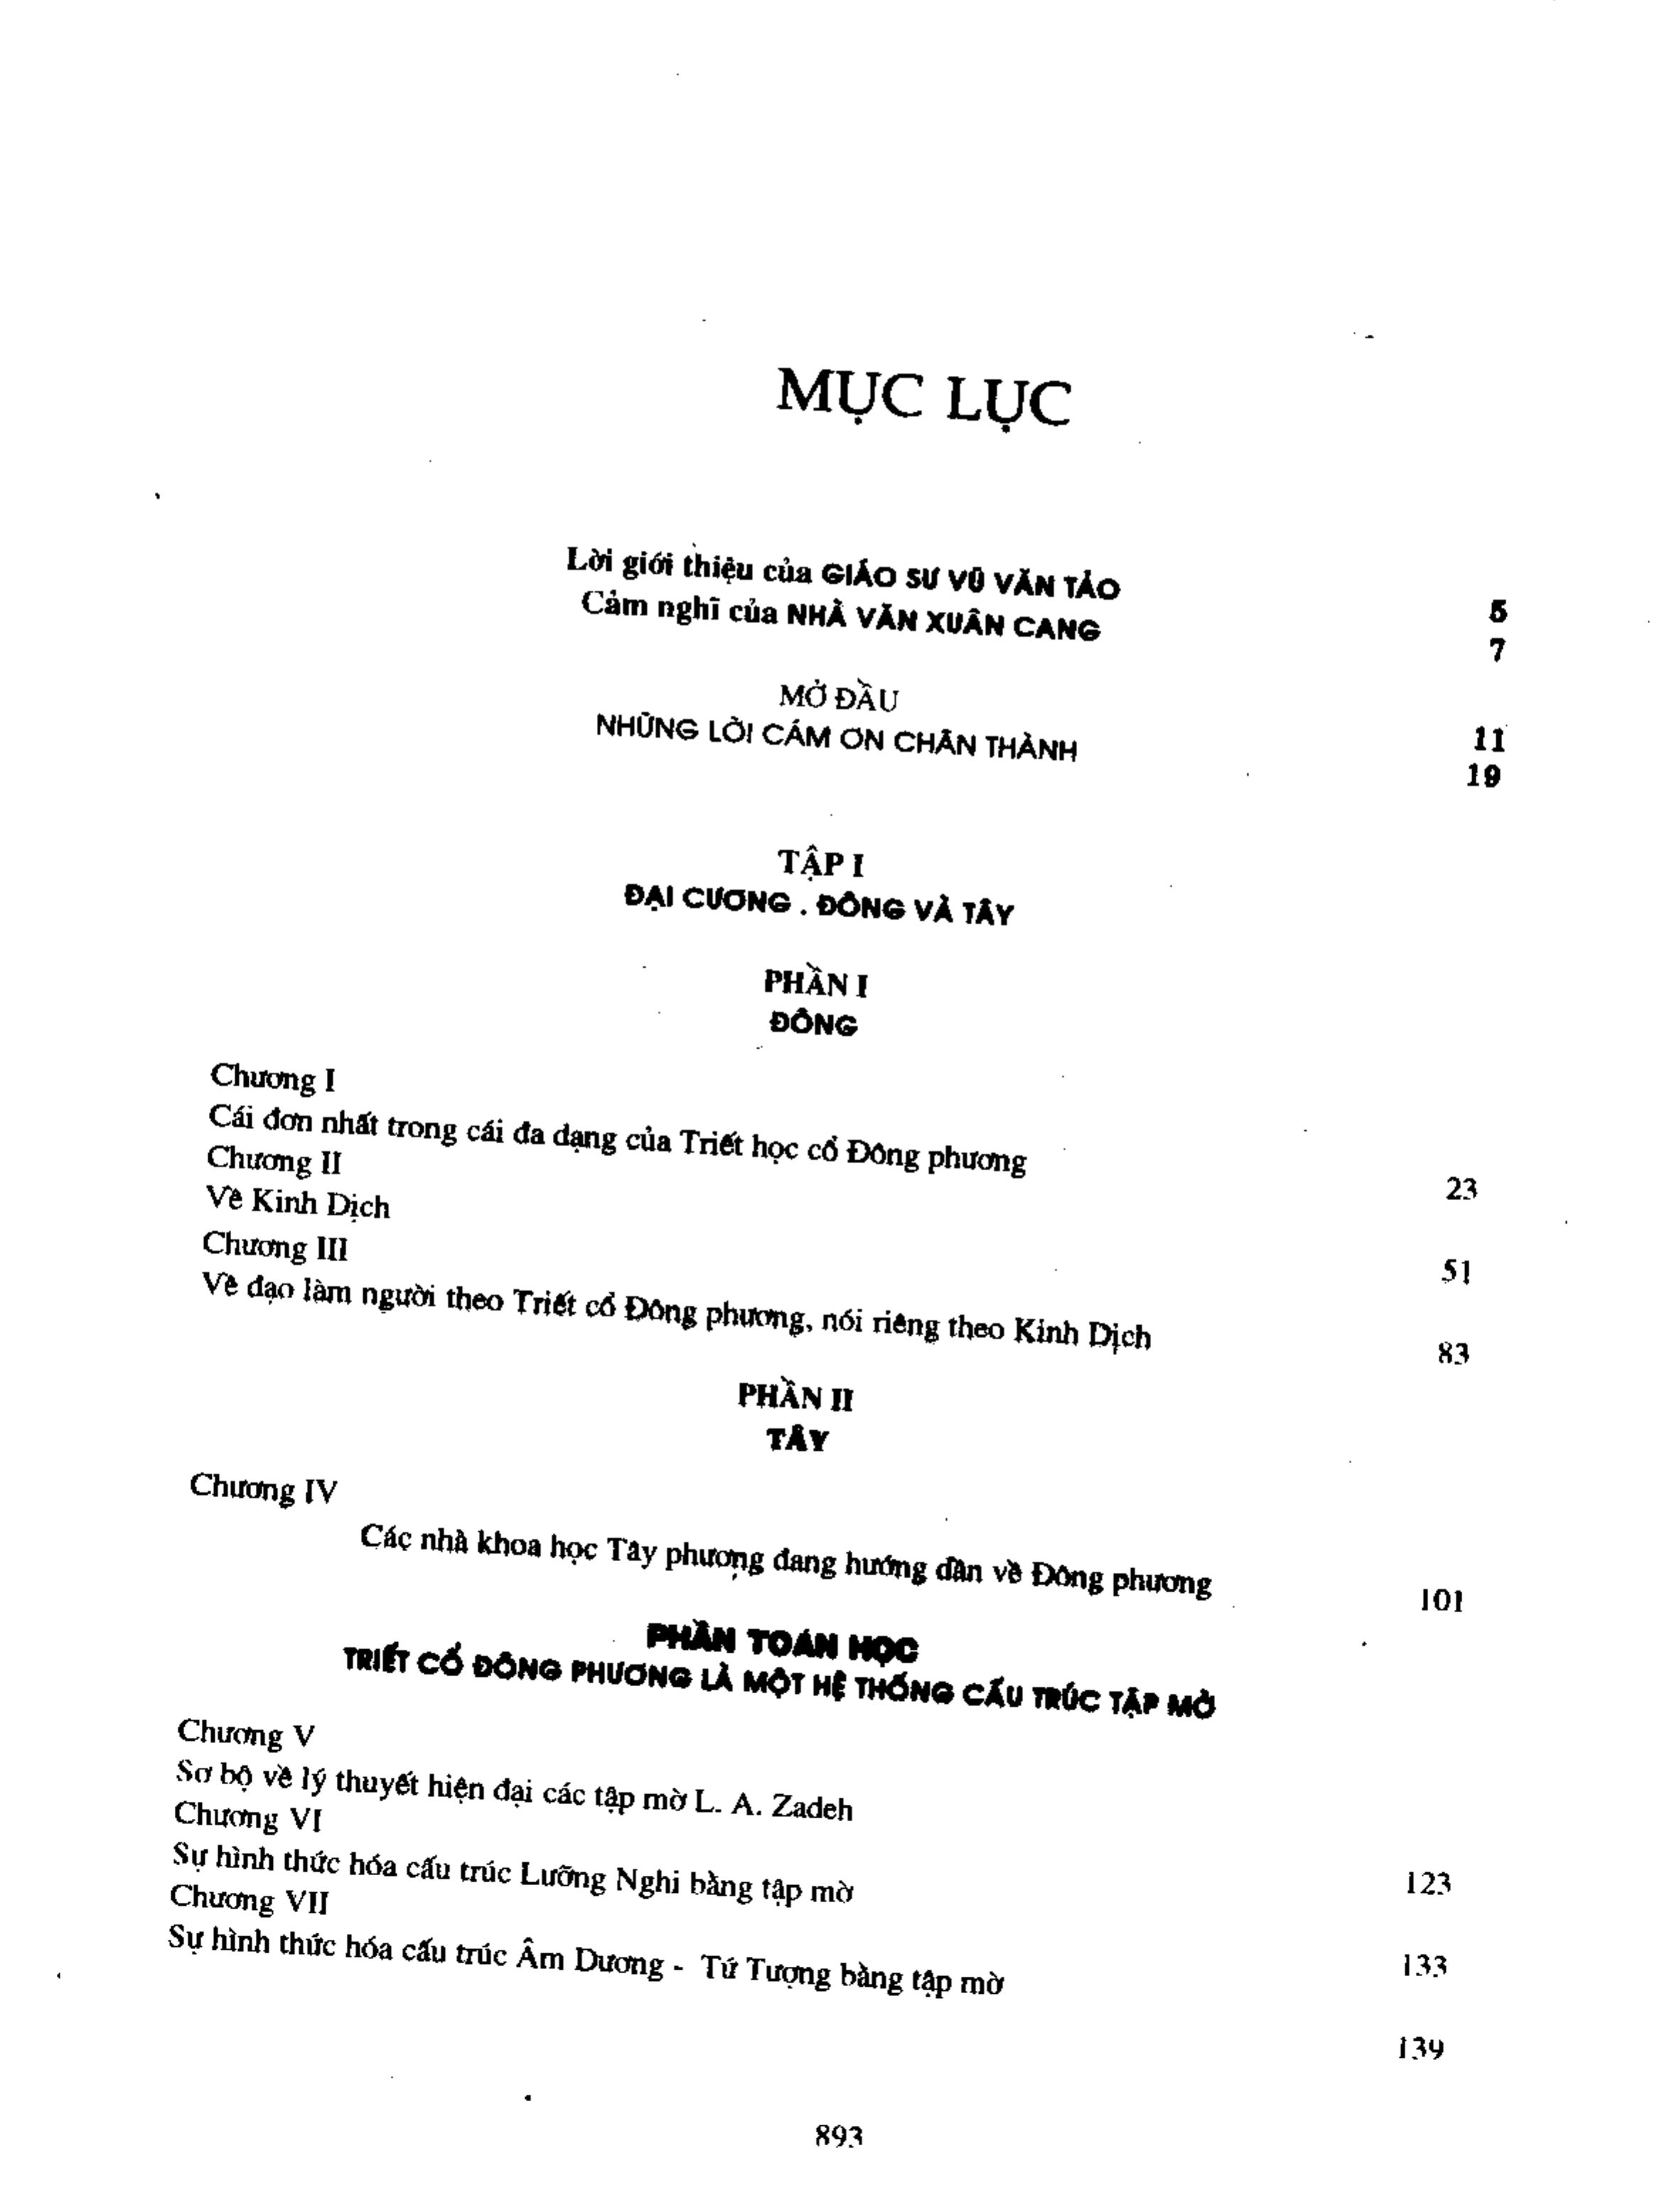 MỤC LỤC
Lời giới thiệu của GIÁO SƯ VŨ VĂN TẢO 5
Cảm nghĩ của NHÀ VĂN XUÂN CANG 7
MỞ ĐẦU 11
NHỮNG LỜI CÁM ƠN CHÂN THÀNH 19
TẬP I
ĐẠI CƯƠNG . ĐÔNG VÀ TÂY
PHẦN I
ĐÔNG
Chương I
Cái đơn nhất trong cái đa dạng của Triết học cổ Đông phương 23
Chương II
Về Kinh Dịch 51
Chương III
Về đạo làm người theo Triết cổ Đông phương, nói riêng theo Kinh Dịch 83
PHẦN II
TÂY
Chương IV
Các nhà khoa học Tây phương đang hướng dần về Đông phương 101
PHẦN TOÁN HỌC
TRIẾT CỔ ĐÔNG PHƯƠNG LÀ MỘT HỆ THỐNG CẤU TRÚC TẬP MỜ
Chương V
Sơ bộ về lý thuyết hiện đại các tập mờ L. A. Zadeh 123
Chương VI
Sự hình thức hóa cấu trúc Lưỡng Nghi bằng tập mờ 133
Chương VII
Sự hình thức hóa cấu trúc Âm Dương - Tứ Tượng bằng tập mờ 139
893